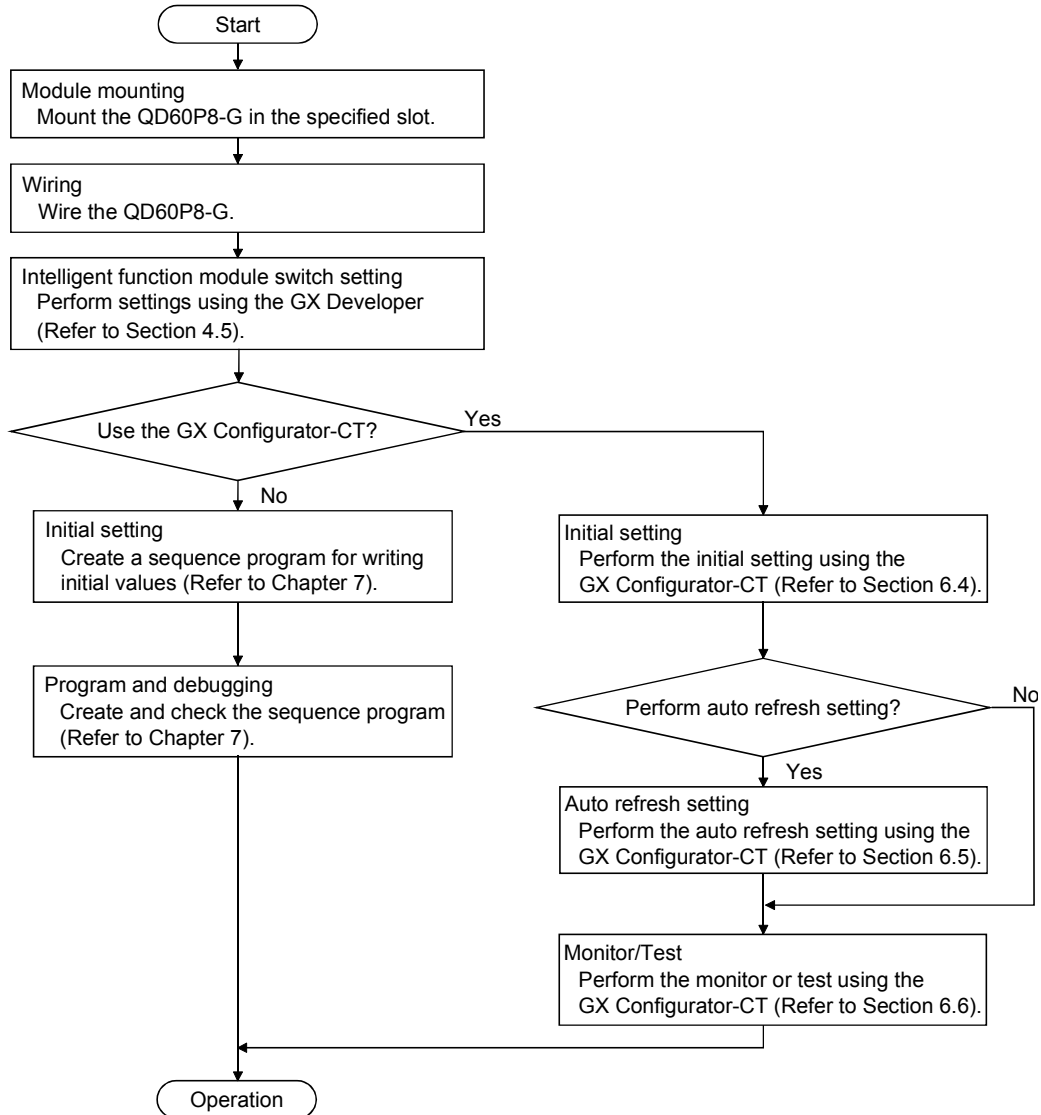 Start
Module mounting
Mount the QD60P8-G in the specified slot.
Wiring
Wire the QD60P8-G.
Intelligent function module switch setting
Perform settings using the GX Developer
(Refer to Section 4.5).
Use the GX Configurator-CT?
Yes
No
Initial setting
Create a sequence program for writing
initial values (Refer to Chapter 7).
Program and debugging
Create and check the sequence program
(Refer to Chapter 7).
Initial setting
Perform the initial setting using the
GX Configurator-CT (Refer to Section 6.4).
Perform auto refresh setting?
No
Yes
Auto refresh setting
Perform the auto refresh setting using the
GX Configurator-CT (Refer to Section 6.5).
Monitor/Test
Perform the monitor or test using the
GX Configurator-CT (Refer to Section 6.6).
Operation